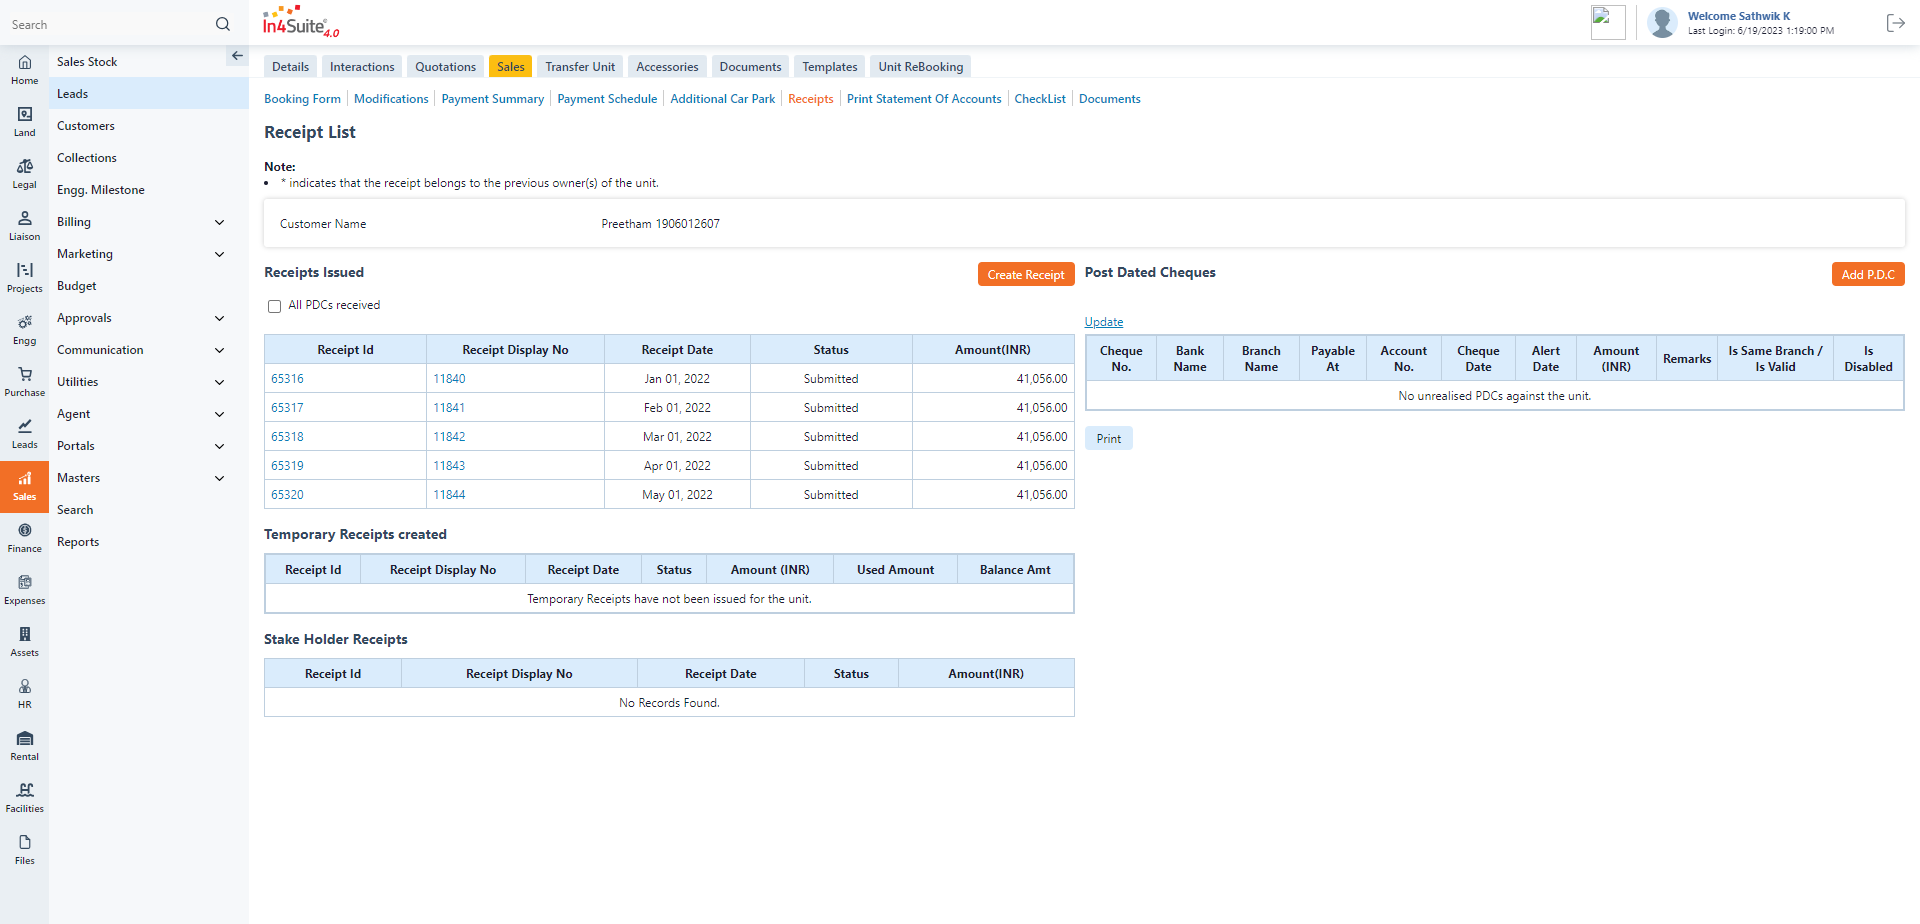 Search
In4Suite 4.0
Welcome Sathwik K
Last Login: 6/19/2023 1:19:00 PM
Home
Land
Legal
Liaison
Projects
Engg
Purchase
Leads
Sales
Finance
Expenses
Assets
HR
Rental
Facilities
Files
Sales Stock
Leads
Customers
Collections
Engg. Milestone
Billing
Marketing
Budget
Approvals
Communication
Utilities
Agent
Portals
Masters
Search
Reports
Details Interactions Quotations Sales Transfer Unit Accessories Documents Templates Unit ReBooking
Booking Form Modifications Payment Summary Payment Schedule Additional Car Park Receipts Print Statement Of Accounts CheckList Documents
Receipt List
Note:
• * indicates that the receipt belongs to the previous owner(s) of the unit.
Customer Name Preetham 1906012607
Receipts Issued Create Receipt
All PDCs received
Receipt Id Receipt Display No Receipt Date Status Amount(INR)
65316 11840 Jan 01, 2022 Submitted 41,056.00
65317 11841 Feb 01, 2022 Submitted 41,056.00
65318 11842 Mar 01, 2022 Submitted 41,056.00
65319 11843 Apr 01, 2022 Submitted 41,056.00
65320 11844 May 01, 2022 Submitted 41,056.00
Temporary Receipts created
Receipt Id Receipt Display No Receipt Date Status Amount (INR) Used Amount Balance Amt
Temporary Receipts have not been issued for the unit.
Stake Holder Receipts
Receipt Id Receipt Display No Receipt Date Status Amount(INR)
No Records Found.
Post Dated Cheques Add P.D.C
Update
Cheque Bank Branch Payable Account Cheque Alert Amount Remarks Is Same Branch / Is
No. Name Name At No. Date Date (INR) Is Valid Disabled
No unrealised PDCs against the unit.
Print